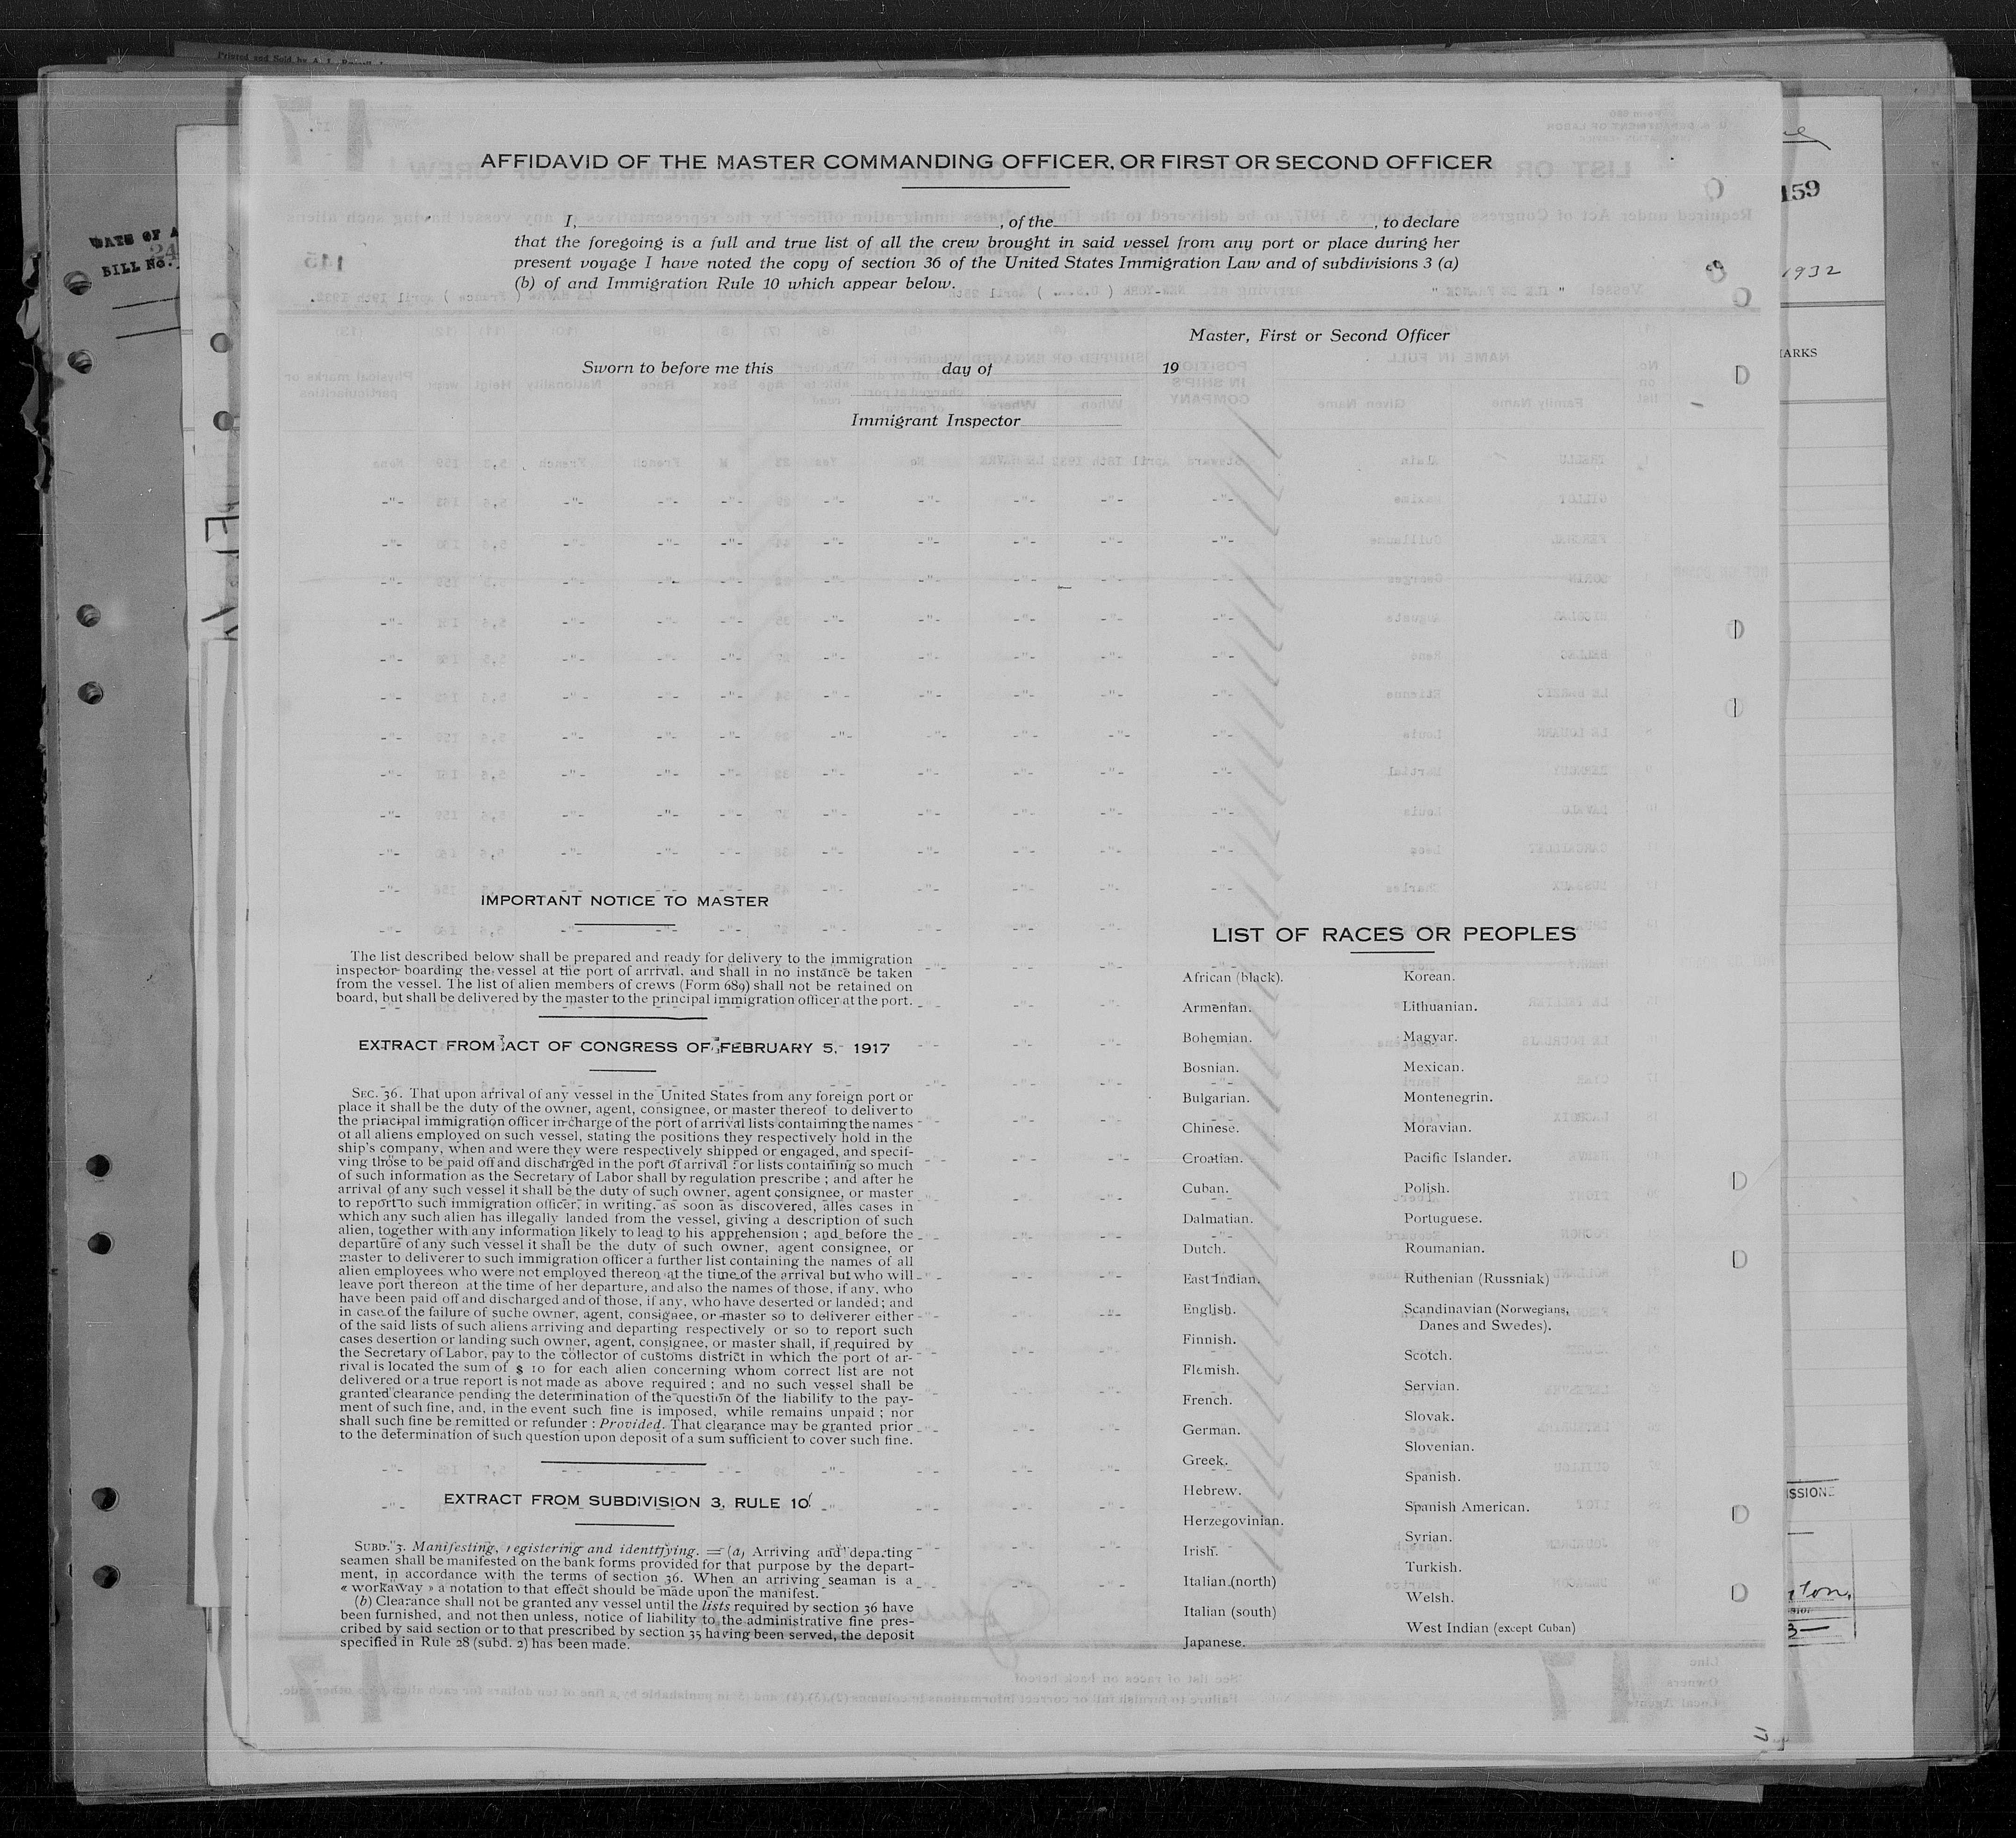 AFFIDAVID OF THE MASTER COMMANDING OFFICER, OR FIRST OR SECOND OFFICER
I, , of the , to declare
that the foregoing is a full and true list of all the crew brought in said vessel from any port or place during her
present voyage I have noted the copy of section 36 of the United States Immigration Law and of subdivisions 3 (a)
(b) of and Immigration Rule 10 which appear below.
Master, First or Second Officer
Sworn to before me this day of 19
Immigrant Inspector
IMPORTANT NOTICE TO MASTER
The list described below shall be prepared and ready for delivery to the immigration
inspector boarding the vessel at the port of arrival, and shall in no instance be taken
from the vessel. The list of alien members of crews (Form 689) shall not be retained on
board, but shall be delivered by the master to the principal immigration officer at the port.
EXTRACT FROM ACT OF CONGRESS OF FEBRUARY 5, 1917
SEC. 36. That upon arrival of any vessel in the United States from any foreign port or
place it shall be the duty of the owner, agent, consignee, or master thereof to deliver to
the principal immigration officer in charge of the port of arrival lists containing the names
of all aliens employed on such vessel, stating the positions they respectively hold in the
ship's company, when and were they were respectively shipped or engaged, and specif-
ving those to be paid off and discharged in the port of arrival for lists containing so much
of such information as the Secretary of Labor shall by regulation prescribe ; and after he
arrival of any such vessel it shall be the duty of such owner, agent consignee, or master
to report to such immigration officer, in writing, as soon as discovered, alles cases in
which any such alien has illegally landed from the vessel, giving a description of such
alien, together with any information likely to lead to his apprehension ; and before the
departure of any such vessel it shall be the duty of such owner, agent consignee, or
master to deliverer to such immigration officer a further list containing the names of all
alien employees who were not employed thereon at the time of the arrival but who will
leave port thereon at the time of her departure, and also the names of those, if any, who
have been paid off and discharged and of those, if any, who have deserted or landed ; and
in case of the failure of suche owner, agent, consignee, or master so to deliverer either
of the said lists of such aliens arriving and departing respectively or so to report such
cases desertion or landing such owner, agent, consignee, or master shall, if required by
the Secretary of Labor, pay to the collector of customs district in which the port of ar-
rival is located the sum of $ 10 for each alien concerning whom correct list are not
delivered or a true report is not made as above required ; and no such vessel shall be
granted clearance pending the determination of the question of the liability to the pay-
ment of such fine, and, in the event such fine is imposed, while remains unpaid ; nor
shall such fine be remitted or refunder : Provided. That clearance may be granted prior
to the determination of such question upon deposit of a sum sufficient to cover such fine.
EXTRACT FROM SUBDIVISION 3, RULE 10
SUBD. 3. Manifesting, registering and identifying. = (a) Arriving and departing
seamen shall be manifested on the bank forms provided for that purpose by the depart-
ment, in accordance with the terms of section 36. When an arriving seaman is a
« workaway » a notation to that effect should be made upon the manifest.
(b) Clearance shall not be granted any vessel until the lists required by section 36 have
been furnished, and not then unless, notice of liability to the administrative fine pres-
cribed by said section or to that prescribed by section 35 having been served, the deposit
specified in Rule 28 (subd. 2) has been made.
LIST OF RACES OR PEOPLES
African (black).
Armenian.
Bohemian.
Bosnian.
Bulgarian.
Chinese.
Croatian.
Cuban.
Dalmatian.
Dutch.
East Indian.
English.
Finnish.
Flemish.
French.
German.
Greek.
Hebrew.
Herzegovinian.
Irish.
Italian (north)
Italian (south)
Japanese.
Korean.
Lithuanian.
Magyar.
Mexican.
Montenegrin.
Moravian.
Pacific Islander.
Polish.
Portuguese.
Roumanian.
Ruthenian (Russniak)
Scandinavian (Norwegians,
Danes and Swedes).
Scotch.
Servian.
Slovak.
Slovenian.
Spanish.
Spanish American.
Syrian.
Turkish.
Welsh.
West Indian (except Cuban)
BILL No.
159
1932
17